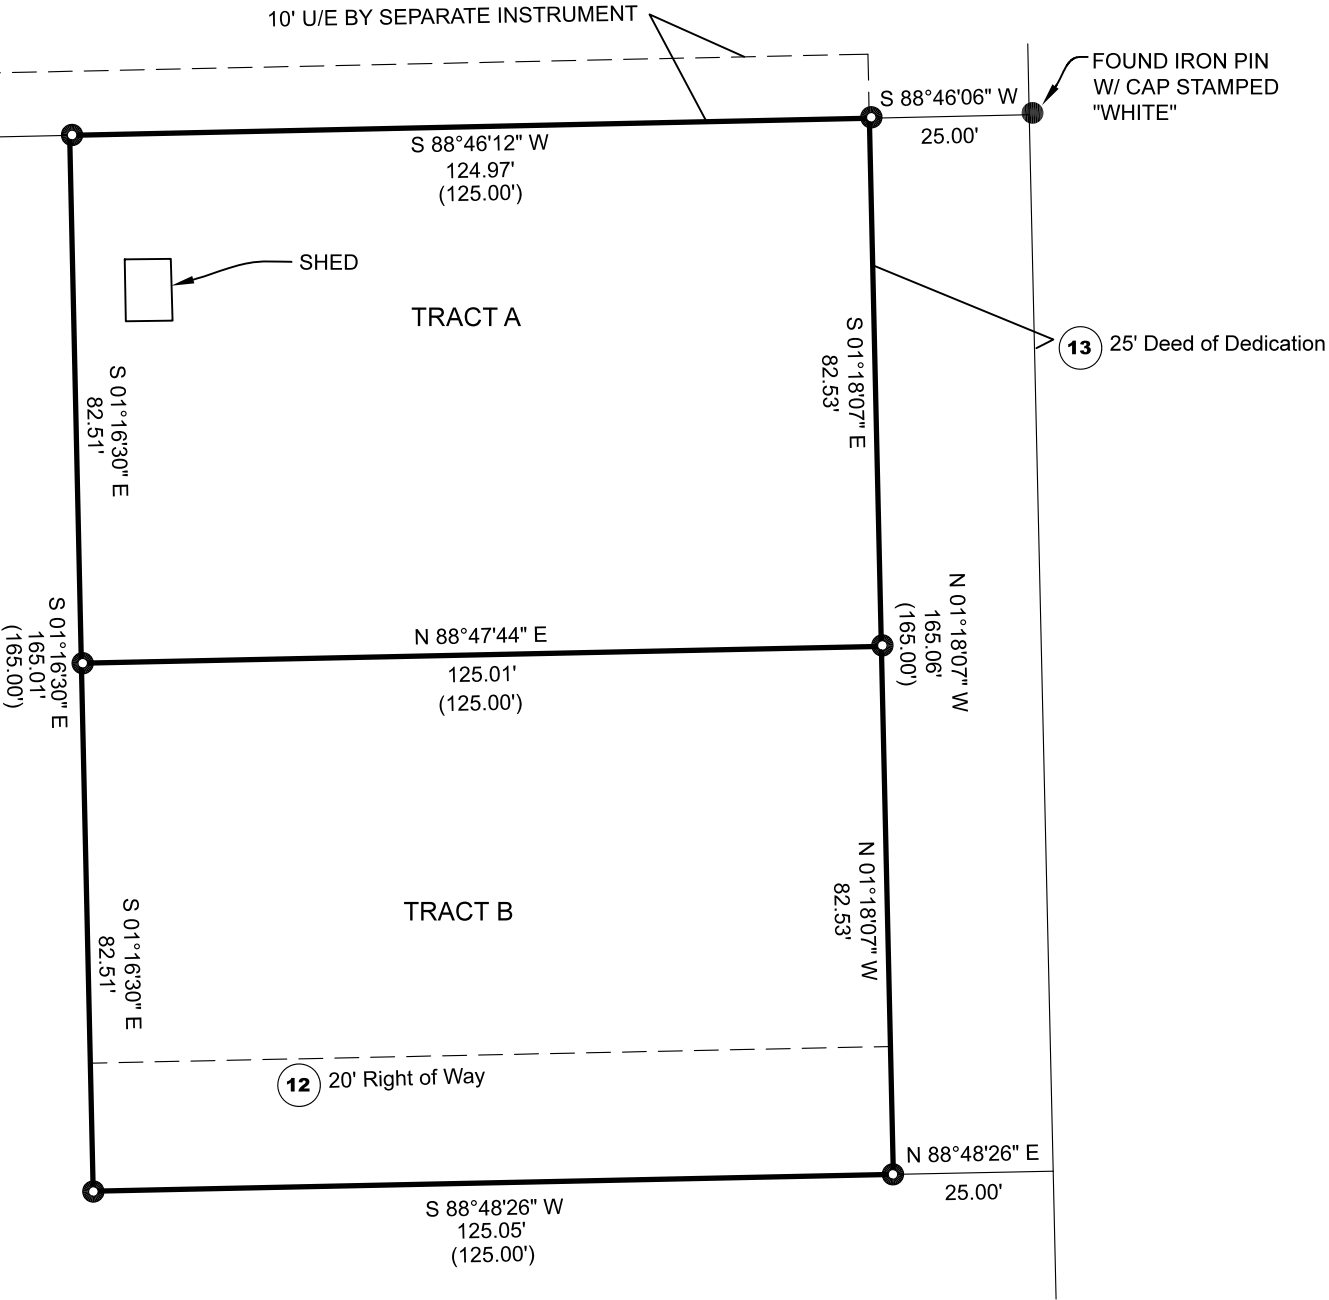 10' U/E BY SEPARATE INSTRUMENT
FOUND IRON PIN
W/ CAP STAMPED
"WHITE"
S 88°46'06" W
25.00'
S 88°46'12" W
124.97'
(125.00')
SHED
TRACT A
S 01°18'07" E
82.53'
13
25' Deed of Dedication
S 01°16'30" E
82.51'
S 01°16'30" E
165.01'
(165.00')
N 88°47'44" E
125.01'
(125.00')
N 01°18'07" W
165.06'
(165.00')
TRACT B
N 01°18'07" W
82.53'
S 01°16'30" E
82.51'
12
20' Right of Way
N 88°48'26" E
25.00'
S 88°48'26" W
125.05'
(125.00')